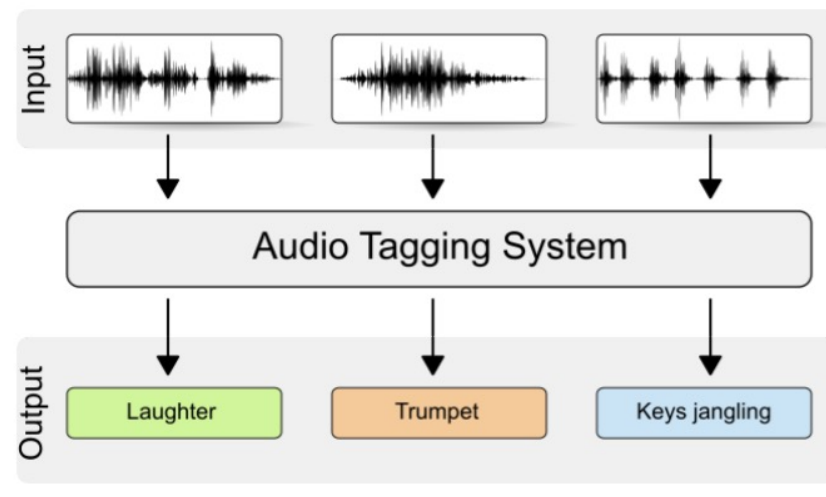 Input
Audio Tagging System
Output
Laughter
Trumpet
Keys jangling